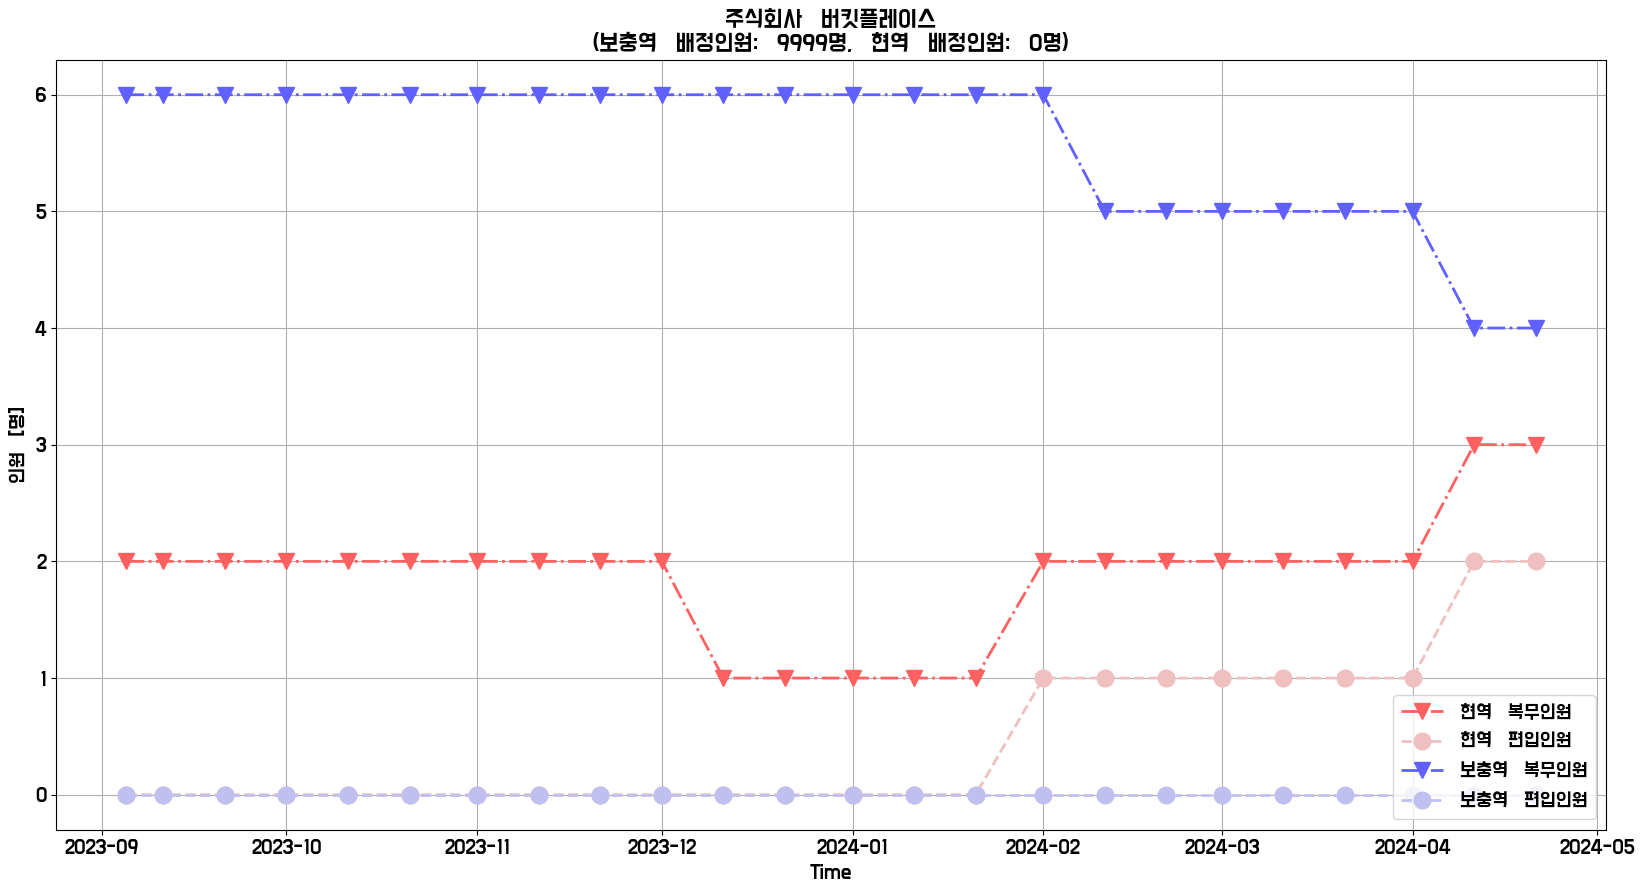 주식회사 버킷플레이스
(보충역 배정인원: 9999명, 현역 배정인원: 0명)
6
5
4
3
2
1
0
인원 [명]
2023-09 2023-10 2023-11 2023-12 2024-01 2024-02 2024-03 2024-04 2024-05
Time
현역 복무인원
현역 편입인원
보충역 복무인원
보충역 편입인원